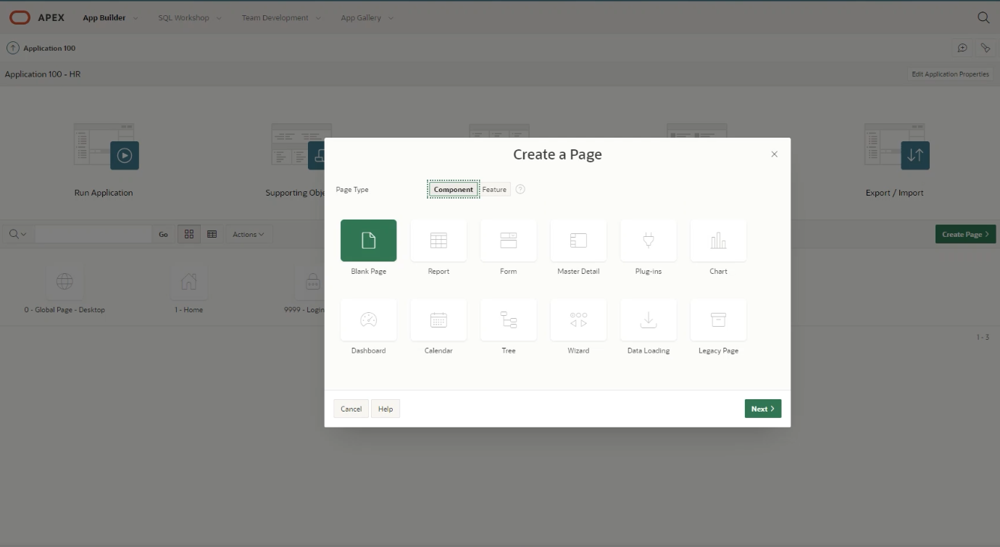 APEX App Builder SQL Workshop Team Development App Gallery
Application 100
Application 100 - HR Edit Application Properties
Run Application
Supporting Obje
Export / Import
Create a Page
Page Type Component Feature ?
Blank Page Report Form Master Detail Plug-ins Chart
Dashboard Calendar Tree Wizard Data Loading Legacy Page
Cancel Help Next
Go Actions Create Page
0 - Global Page - Desktop 1 - Home 9999 - Login
1 - 3